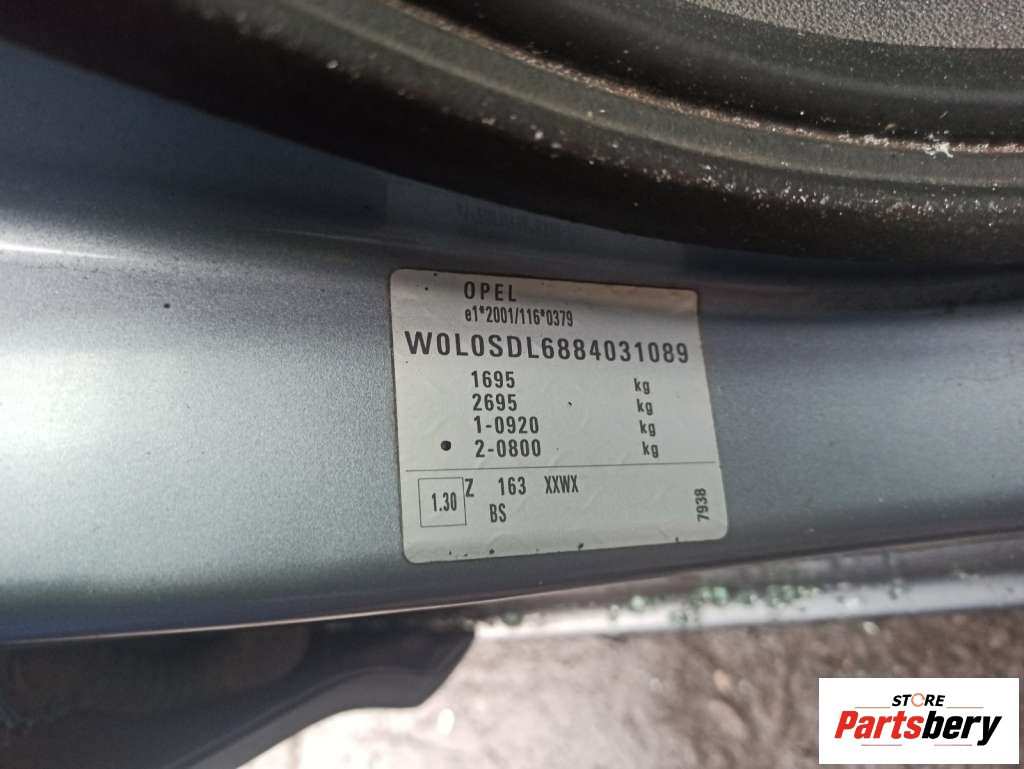 OPEL
e1*2001/116*0379
W0L0SDL6884031089
1695 kg
2695 kg
1-0920 kg
2-0800 kg
1.30 Z 163 XXWX
BS
7938
STORE
Partsbery